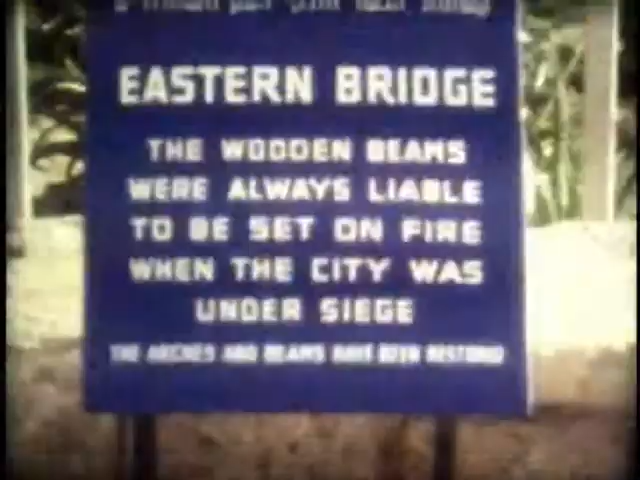 EASTERN BRIDGE
THE WOODEN BEAMS
WERE ALWAYS LIABLE
TO BE SET ON FIRE
WHEN THE CITY WAS
UNDER SIEGE
THE ARCHES AND BEAMS HAVE BEEN RESTORED